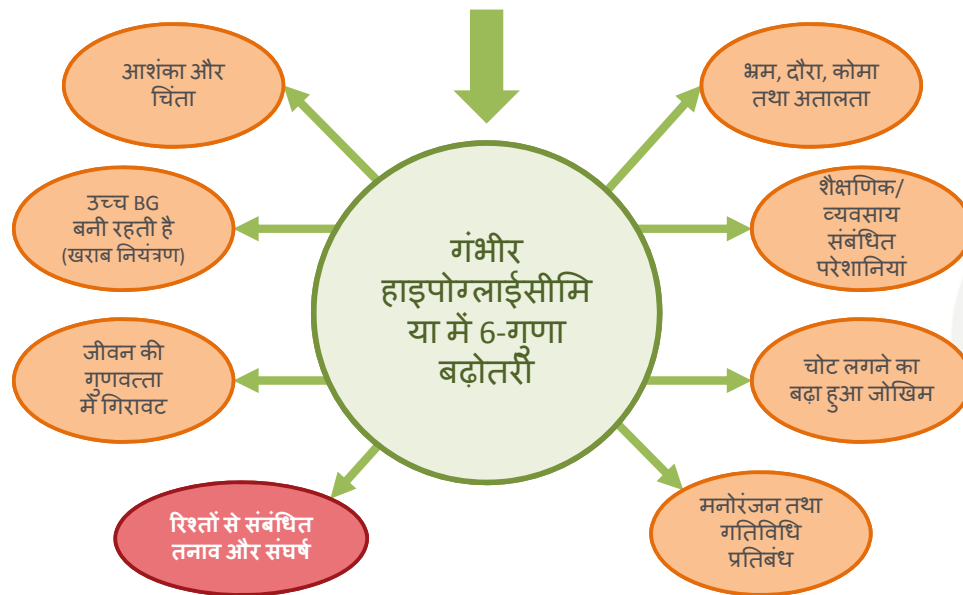 आशंका और
चिंता
भ्रम, दौरा, कोमा
तथा अतालता
उच्च BG
बनी रहती है
(खराब नियंत्रण)
शैक्षणिक/
व्यवसाय
संबंधित
परेशानियां
गंभीर
हाइपोग्लाईसीमि
या में 6-गुणा
बढ़ोतरी
जीवन की
गुणवत्ता
में गिरावट
चोट लगने का
बढ़ा हुआ जोखिम
रिश्तों से संबंधित
तनाव और संघर्ष
मनोरंजन तथा
गतिविधि
प्रतिबंध